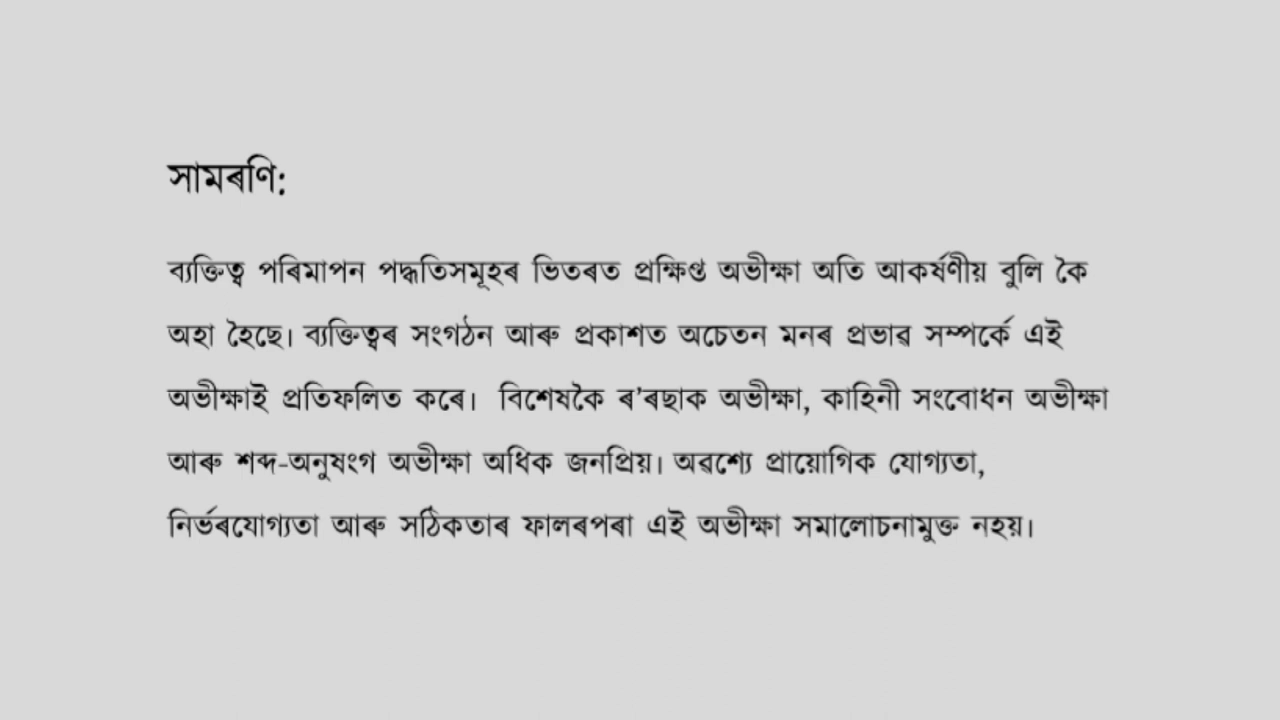 সামৰণি:
ব্যক্তিত্ব পৰিমাপন পদ্ধতিসমূহৰ ভিতৰত প্ৰক্ষিপ্ত অভীক্ষা অতি আকৰ্ষণীয় বুলি কৈ
অহা হৈছে। ব্যক্তিত্বৰ সংগঠন আৰু প্ৰকাশত অচেতন মনৰ প্ৰভাৱ সম্পৰ্কে এই
অভীক্ষাই প্ৰতিফলিত কৰে। বিশেষকৈ ৰ’ৰছাক অভীক্ষা, কাহিনী সংবোধন অভীক্ষা
আৰু শব্দ-অনুষংগ অভীক্ষা অধিক জনপ্ৰিয়। অৱশ্যে প্ৰায়োগিক যোগ্যতা,
নিৰ্ভৰযোগ্যতা আৰু সঠিকতাৰ ফালৰপৰা এই অভীক্ষা সমালোচনামুক্ত নহয়।